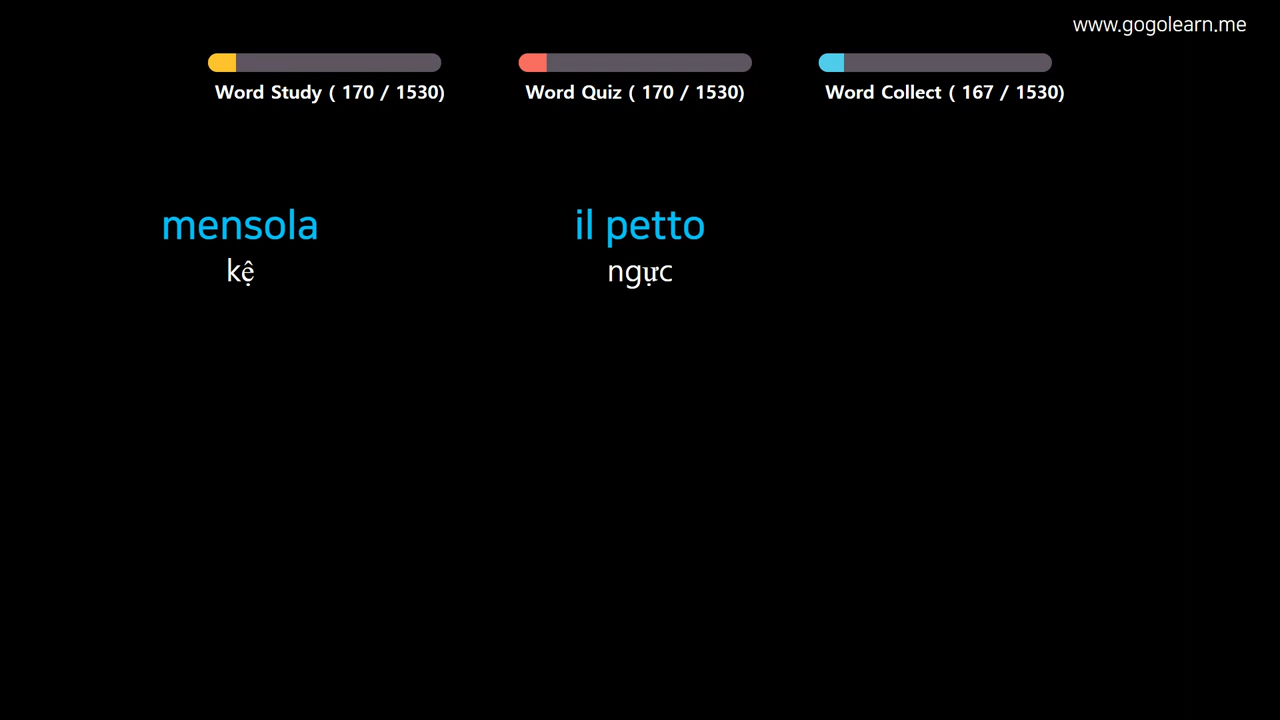 www.gogolearn.me
Word Study ( 170 / 1530)
Word Quiz ( 170 / 1530)
Word Collect ( 167 / 1530)
mensola
kệ
il petto
ngực